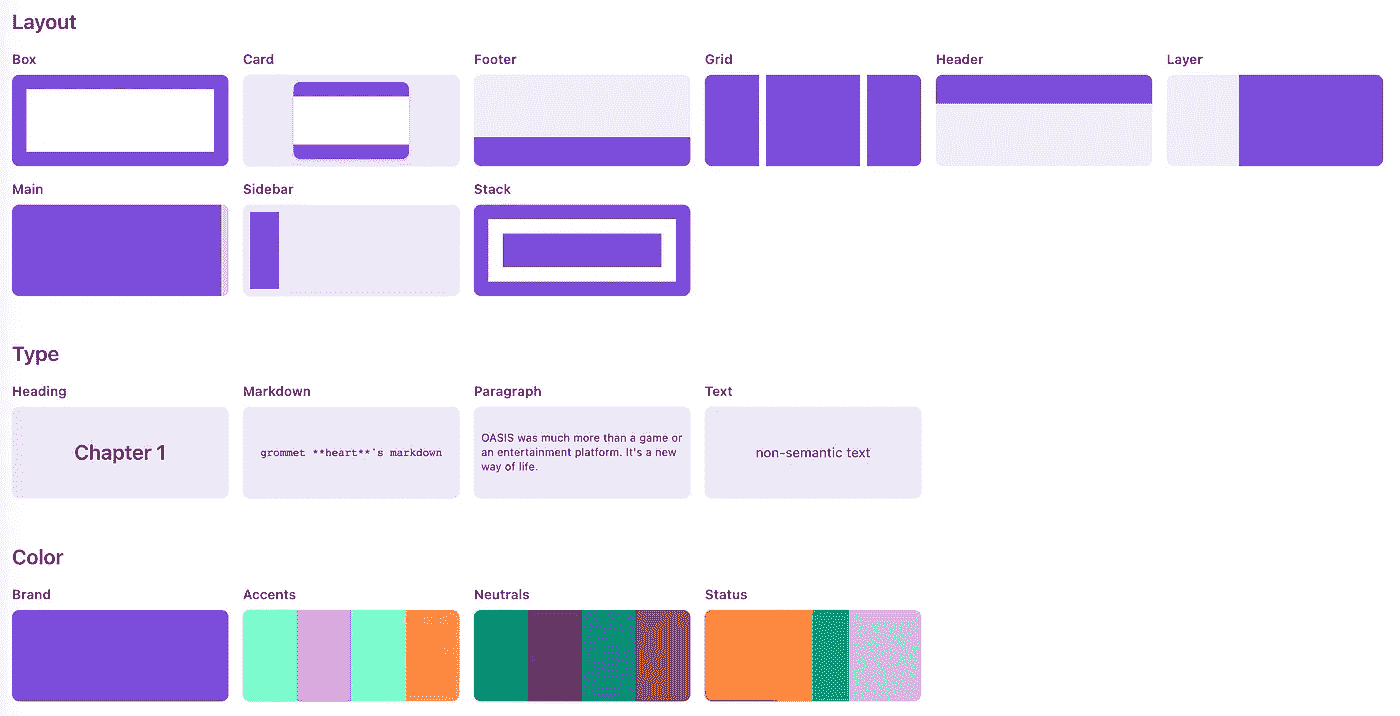 Layout
Box
Card
Footer
Grid
Header
Layer
Main
Sidebar
Stack
Type
Heading
Markdown
Paragraph
Text
Chapter 1
grommet **heart**'s markdown
OASIS was much more than a game or
an entertainment platform. It's a new
way of life.
non-semantic text
Color
Brand
Accents
Neutrals
Status